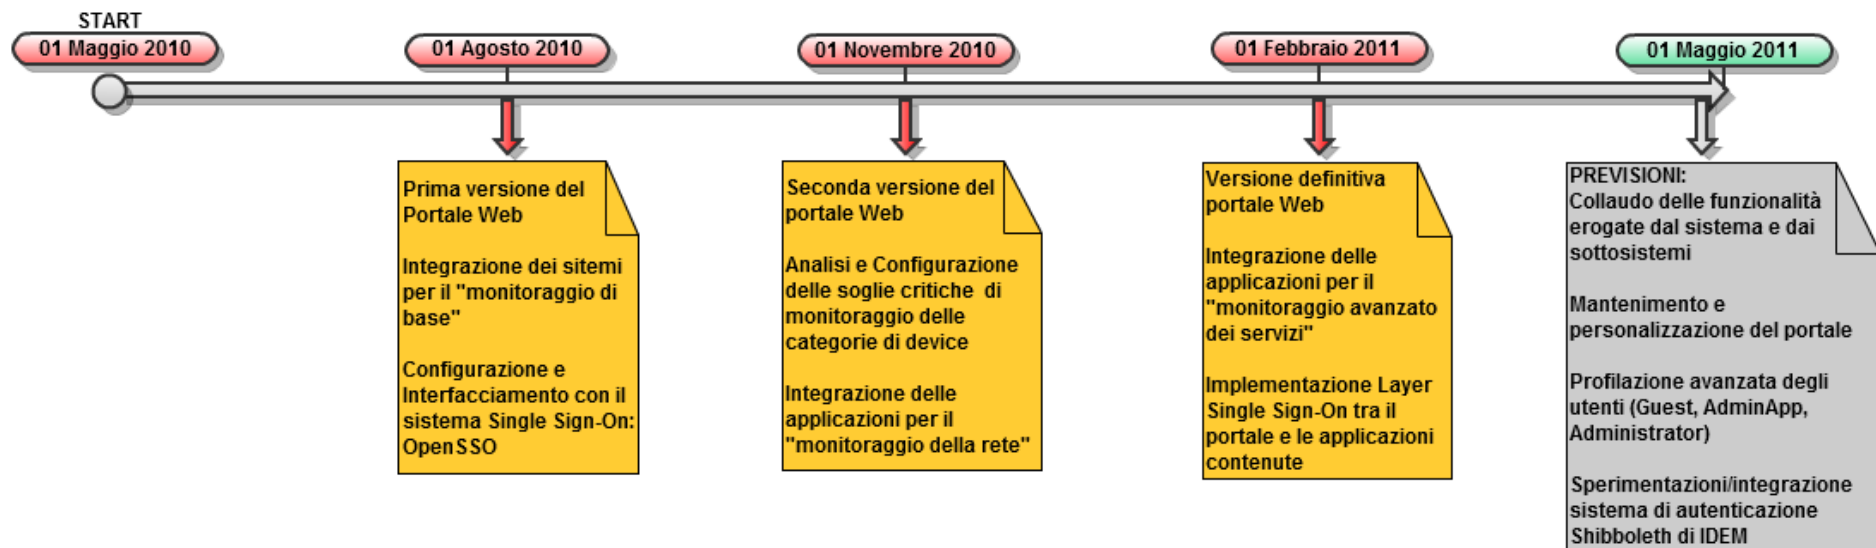 START
01 Maggio 2010
01 Agosto 2010
01 Novembre 2010
01 Febbraio 2011
01 Maggio 2011
Prima versione del
Portale Web
Integrazione dei sitemi
per il "monitoraggio di
base"
Configurazione e
Interfacciamento con il
sistema Single Sign-On:
OpenSSO
Seconda versione del
portale Web
Analisi e Configurazione
delle soglie critiche di
monitoraggio delle
categorie di device
Integrazione delle
applicazioni per il
"monitoraggio della rete"
Versione definitiva
portale Web
Integrazione delle
applicazioni per il
"monitoraggio avanzato
dei servizi"
Implementazione Layer
Single Sign-On tra il
portale e le applicazioni
contenute
PREVISIONI:
Collaudo delle funzionalità
erogate dal sistema e dai
sottosistemi
Mantenimento e
personalizzazione del portale
Profilazione avanzata degli
utenti (Guest, AdminApp,
Administrator)
Sperimentazioni/integrazione
sistema di autenticazione
Shibboleth di IDEM